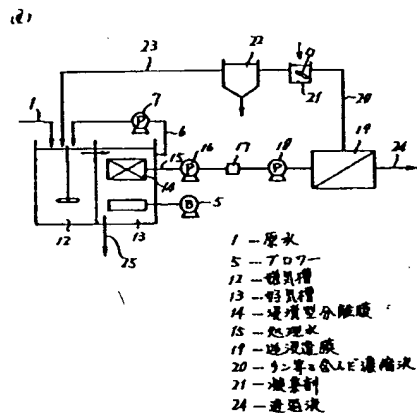 (a)
23
22
21
1
7
P
6
20
19
15
16
P
17
18
P
24
14
5
B
12
13
25
1 --- 原水
5 --- ブロワー
12 --- 嫌気槽
13 --- 好気槽
14 --- 浸漬型分離膜
15 --- 処理水
19 --- 逆浸透膜
20 --- リン等を含んだ濃縮液
21 --- 凝集剤
24 --- 透過液